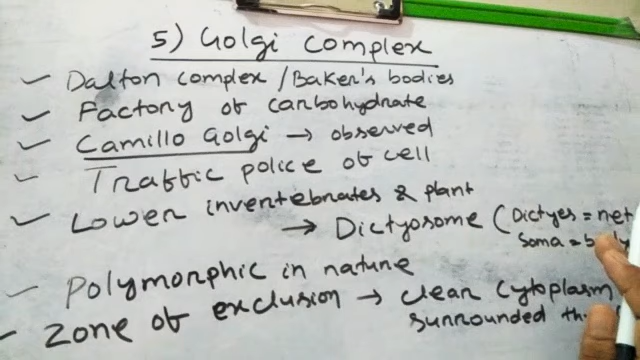 5) Golgi Complex
Dalton complex /Baker's bodies
Factory of carbohydrate
Camillo Golgi → observed
Traffic police of cell
Lower invertebrates & plant
→ Dictyosome (Dictyes = net
Soma = body
Polymorphic in nature
Zone of exclusion → clear cytoplasm
surrounded